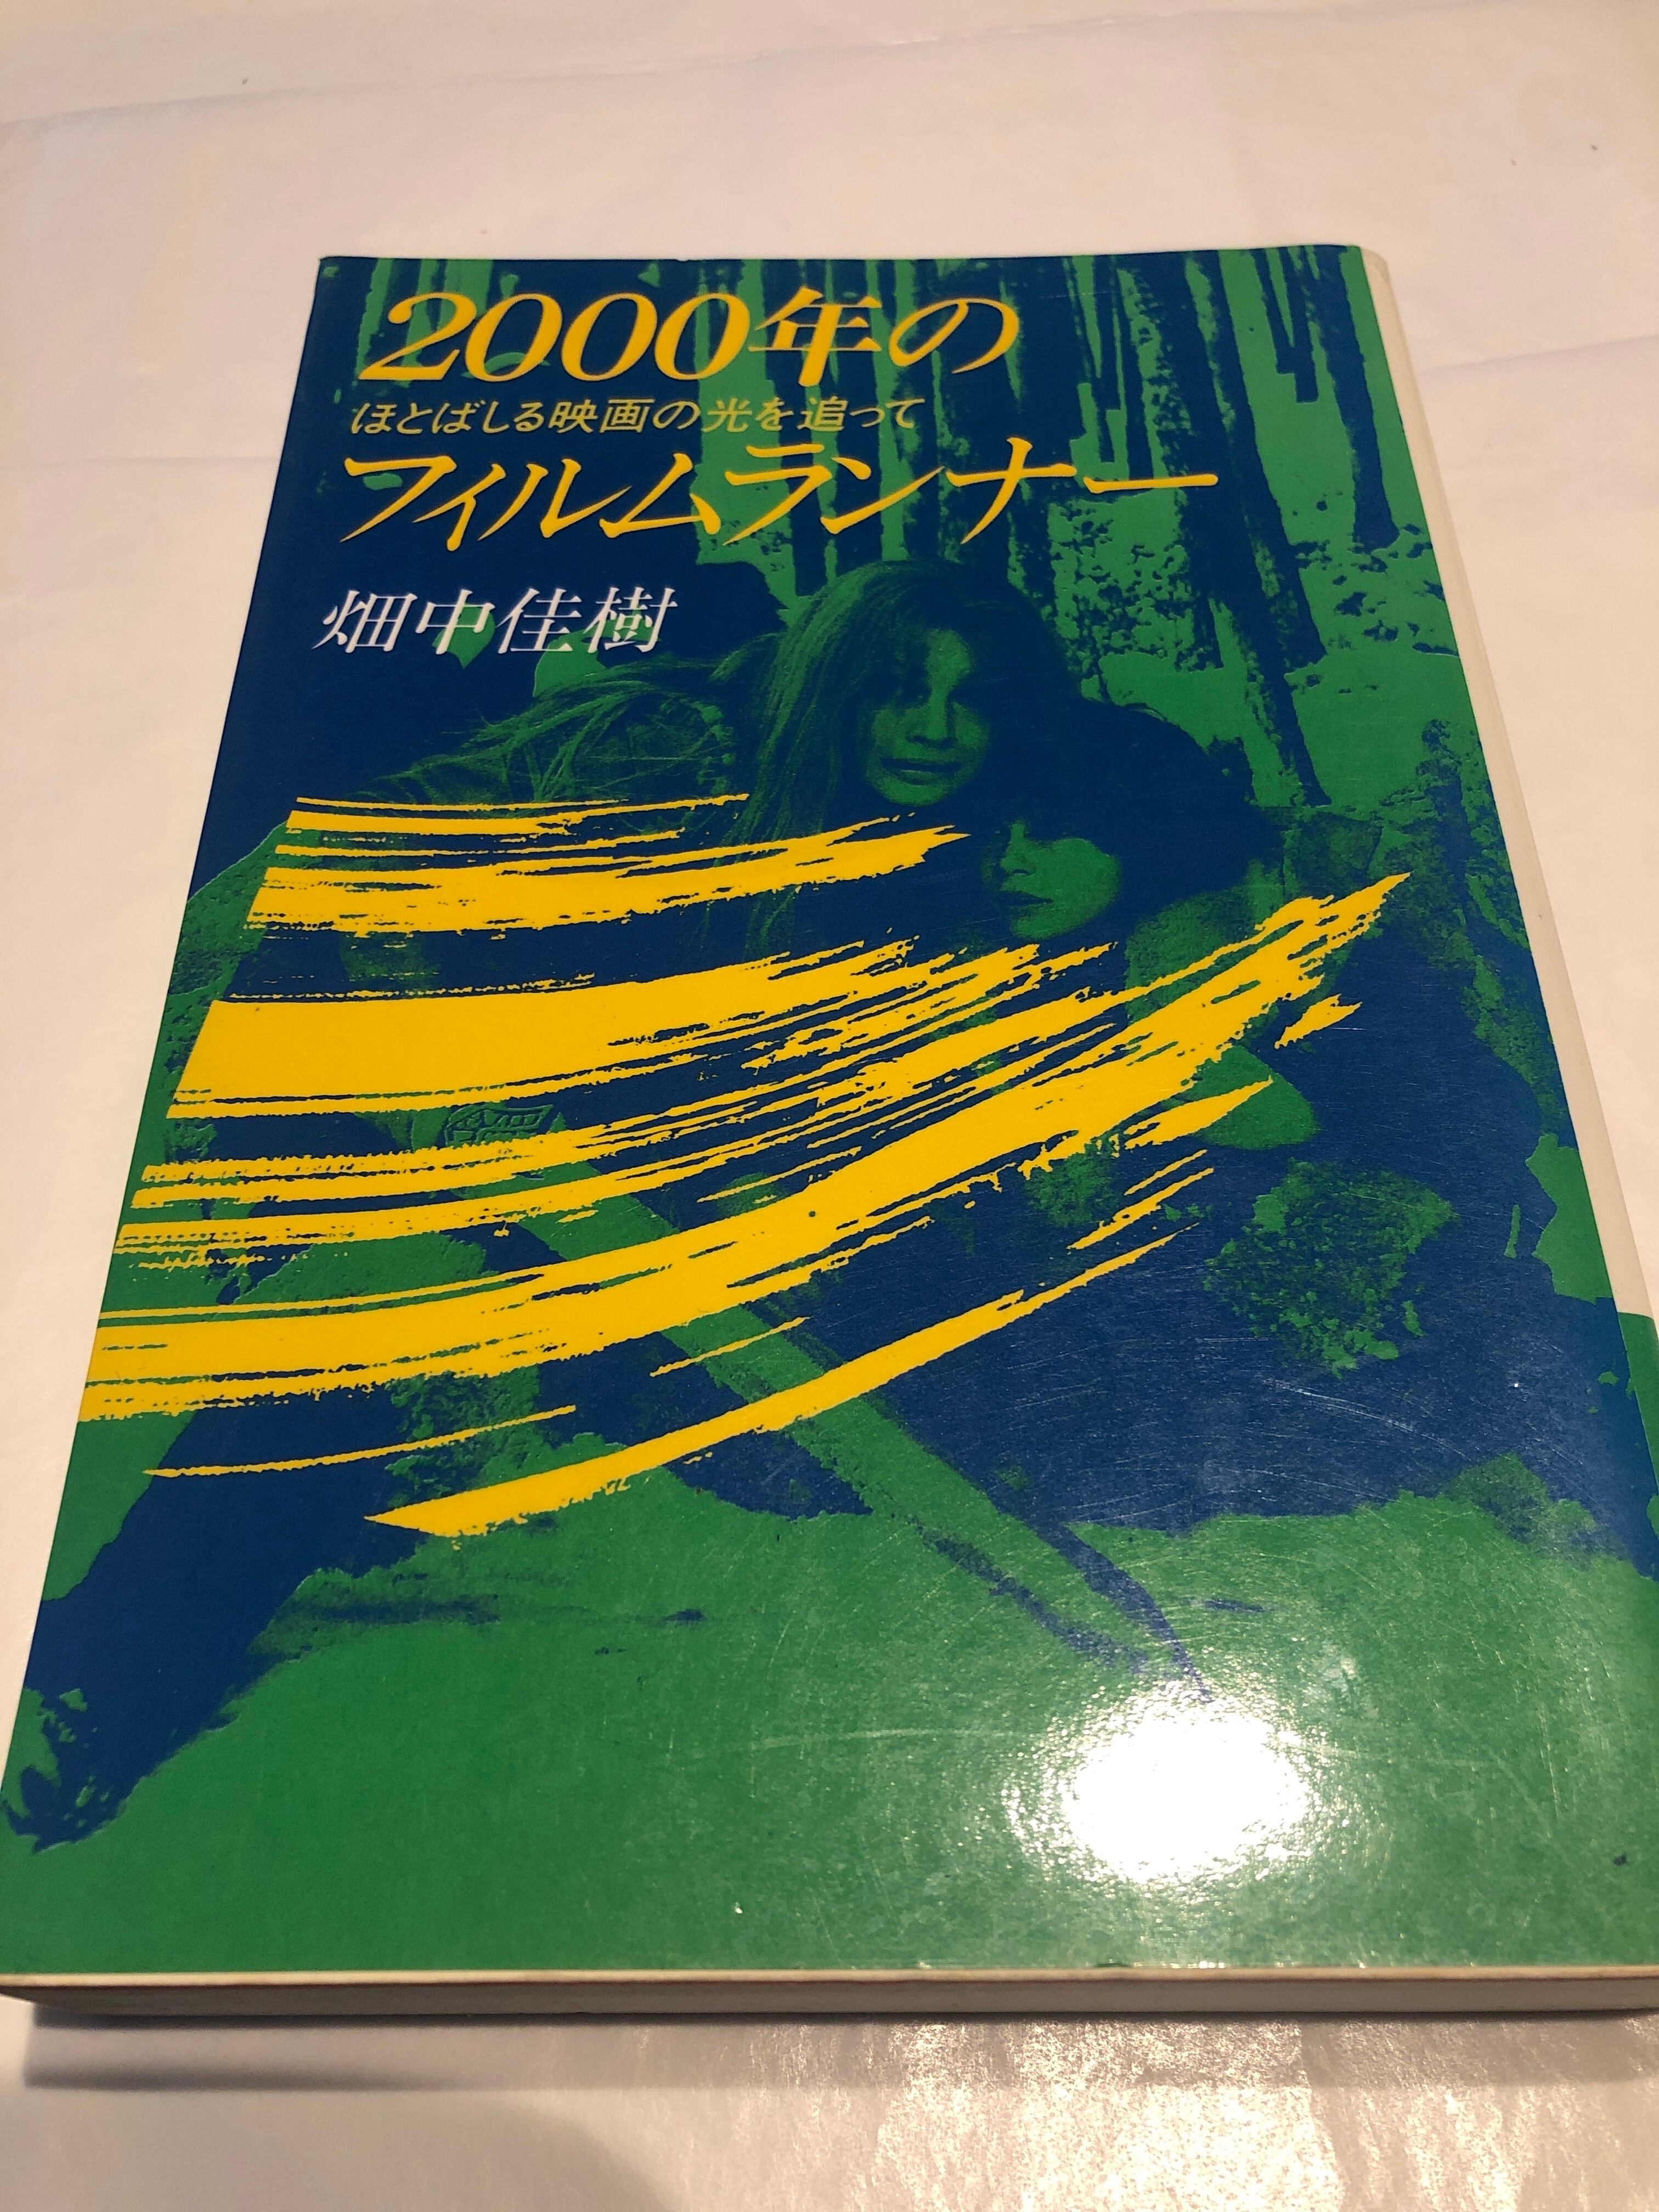 2000年の
ほとばしる映画の光を追って
フィルムランナー
畑中佳樹